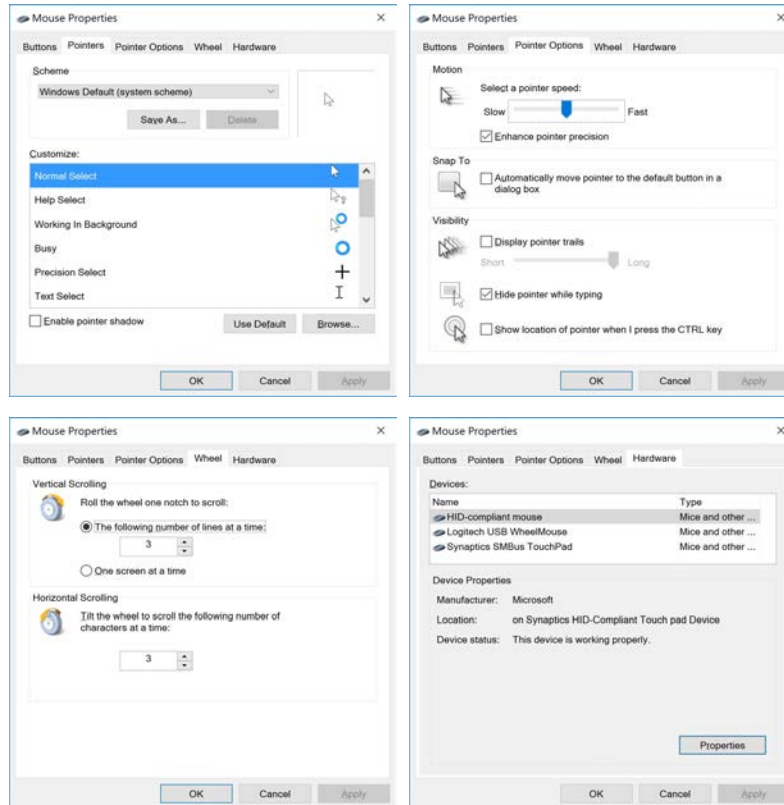 Mouse Properties
Buttons Pointers Pointer Options Wheel Hardware
Scheme
Windows Default (system scheme)
Save As... Delete
Customize:
Normal Select
Help Select
Working In Background
Busy
Precision Select
Text Select
Enable pointer shadow
Use Default Browse...
OK Cancel Apply
Mouse Properties
Buttons Pointers Pointer Options Wheel Hardware
Motion
Select a pointer speed:
Slow Fast
Enhance pointer precision
Snap To
Automatically move pointer to the default button in a
dialog box
Visibility
Display pointer trails
Short Long
Hide pointer while typing
Show location of pointer when I press the CTRL key
OK Cancel Apply
Mouse Properties
Buttons Pointers Pointer Options Wheel Hardware
Vertical Scrolling
Roll the wheel one notch to scroll:
The following number of lines at a time:
3
One screen at a time
Horizontal Scrolling
Tilt the wheel to scroll the following number of
characters at a time:
3
OK Cancel Apply
Mouse Properties
Buttons Pointers Pointer Options Wheel Hardware
Devices:
Name Type
HID-compliant mouse Mice and other ...
Logitech USB WheelMouse Mice and other ...
Synaptics SMBus TouchPad Mice and other ...
Device Properties
Manufacturer: Microsoft
Location: on Synaptics HID-Compliant Touch pad Device
Device status: This device is working properly.
Properties
OK Cancel Apply